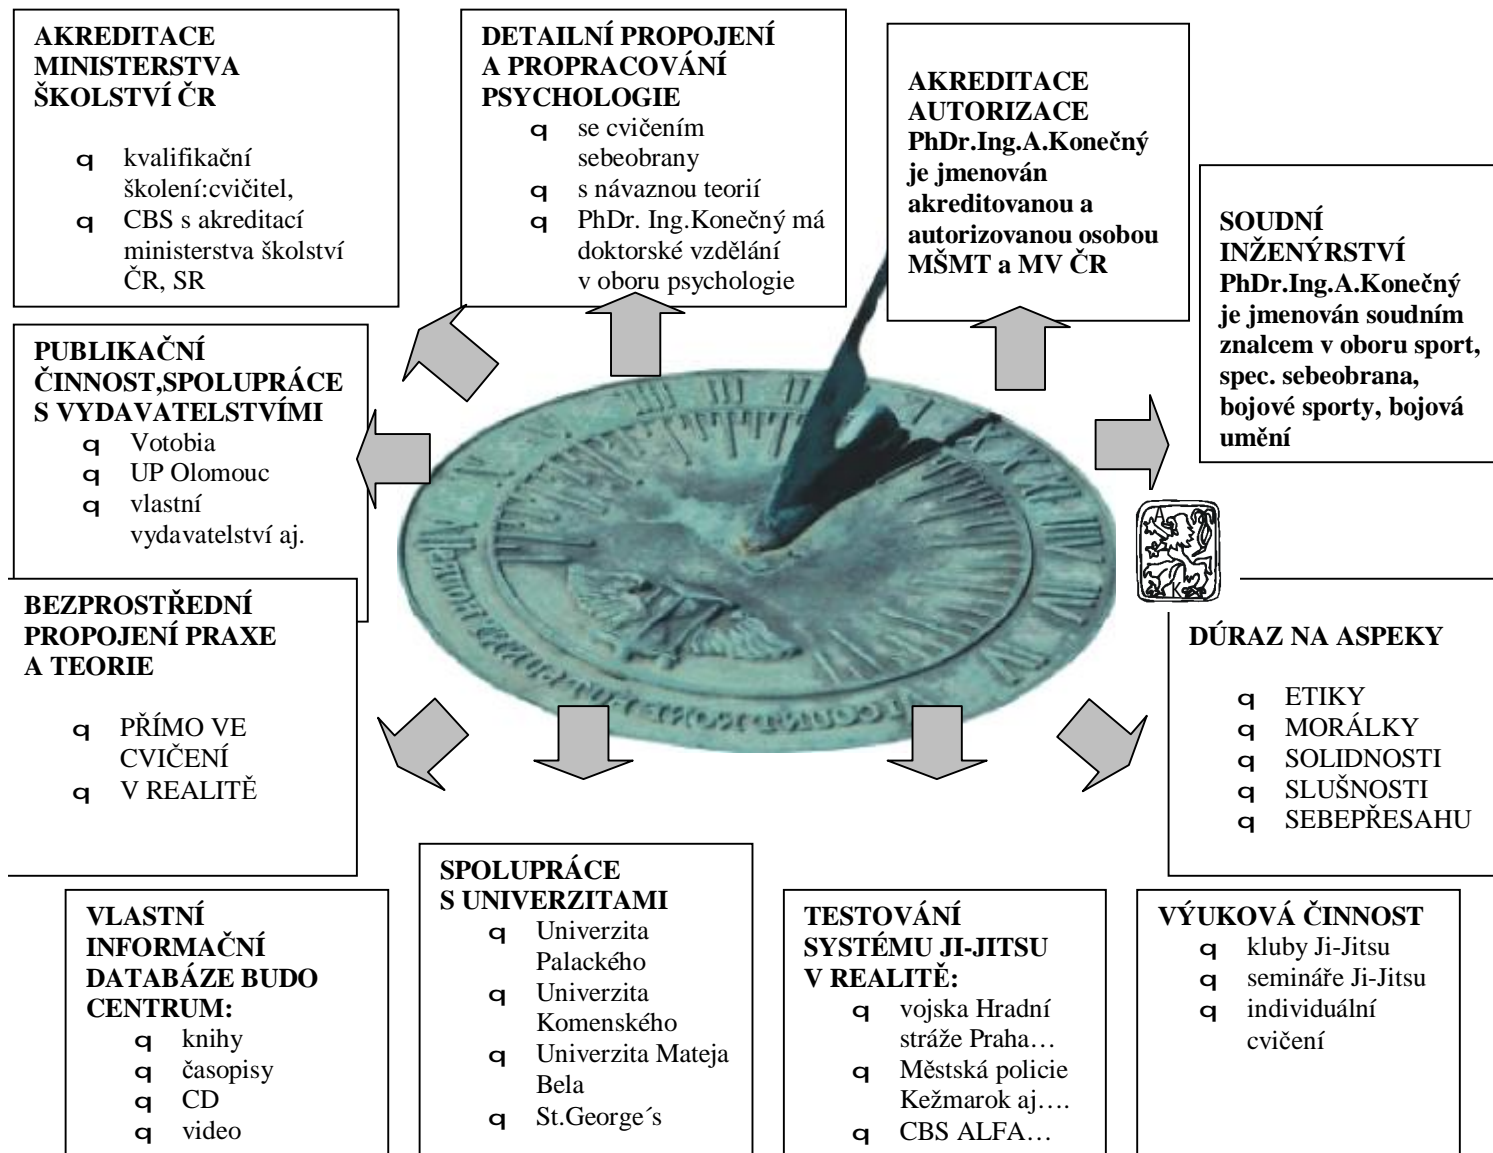 AKREDITACE
MINISTERSTVA
ŠKOLSTVÍ ČR
q kvalifikační
školení:cvičitel,
q CBS s akreditací
ministerstva školství
ČR, SR
DETAILNÍ PROPOJENÍ
A PROPRACOVÁNÍ
PSYCHOLOGIE
q se cvičením
sebeobrany
q s návaznou teorií
q PhDr. Ing.Konečný má
doktorské vzdělání
v oboru psychologie
AKREDITACE
AUTORIZACE
PhDr.Ing.A.Konečný
je jmenován
akreditovanou a
autorizovanou osobou
MŠMT a MV ČR
SOUDNÍ
INŽENÝRSTVÍ
PhDr.Ing.A.Konečný
je jmenován soudním
znalcem v oboru sport,
spec. sebeobrana,
bojové sporty, bojová
umění
PUBLIKAČNÍ
ČINNOST,SPOLUPRÁCE
S VYDAVATELSTVÍMI
q Votobia
q UP Olomouc
q vlastní
vydavatelství aj.
BEZPROSTŘEDNÍ
PROPOJENÍ PRAXE
A TEORIE
q PŘÍMO VE
CVIČENÍ
q V REALITĚ
A
K
DÚRAZ NA ASPEKY
q ETIKY
q MORÁLKY
q SOLIDNOSTI
q SLUŠNOSTI
q SEBEPŘESAHU
VLASTNÍ
INFORMAČNÍ
DATABÁZE BUDO
CENTRUM:
q knihy
q časopisy
q CD
q video
SPOLUPRÁCE
S UNIVERZITAMI
q Univerzita
Palackého
q Univerzita
Komenského
q Univerzita Mateja
Bela
q St.George´s
TESTOVÁNÍ
SYSTÉMU JI-JITSU
V REALITĚ:
q vojska Hradní
stráže Praha…
q Městská policie
Kežmarok aj….
q CBS ALFA…
VÝUKOVÁ ČINNOST
q kluby Ji-Jitsu
q semináře Ji-Jitsu
q individuální
cvičení